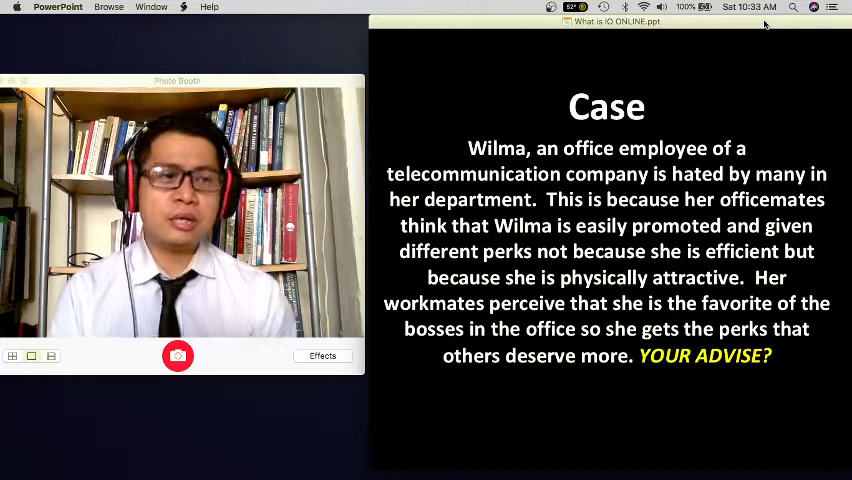 PowerPoint Browse Window Help
52° 100% Sat 10:33 AM
What is IO ONLINE.ppt
Photo Booth
Case
Wilma, an office employee of a
telecommunication company is hated by many in
her department. This is because her officemates
think that Wilma is easily promoted and given
different perks not because she is efficient but
because she is physically attractive. Her
workmates perceive that she is the favorite of the
bosses in the office so she gets the perks that
others deserve more. YOUR ADVISE?
Effects